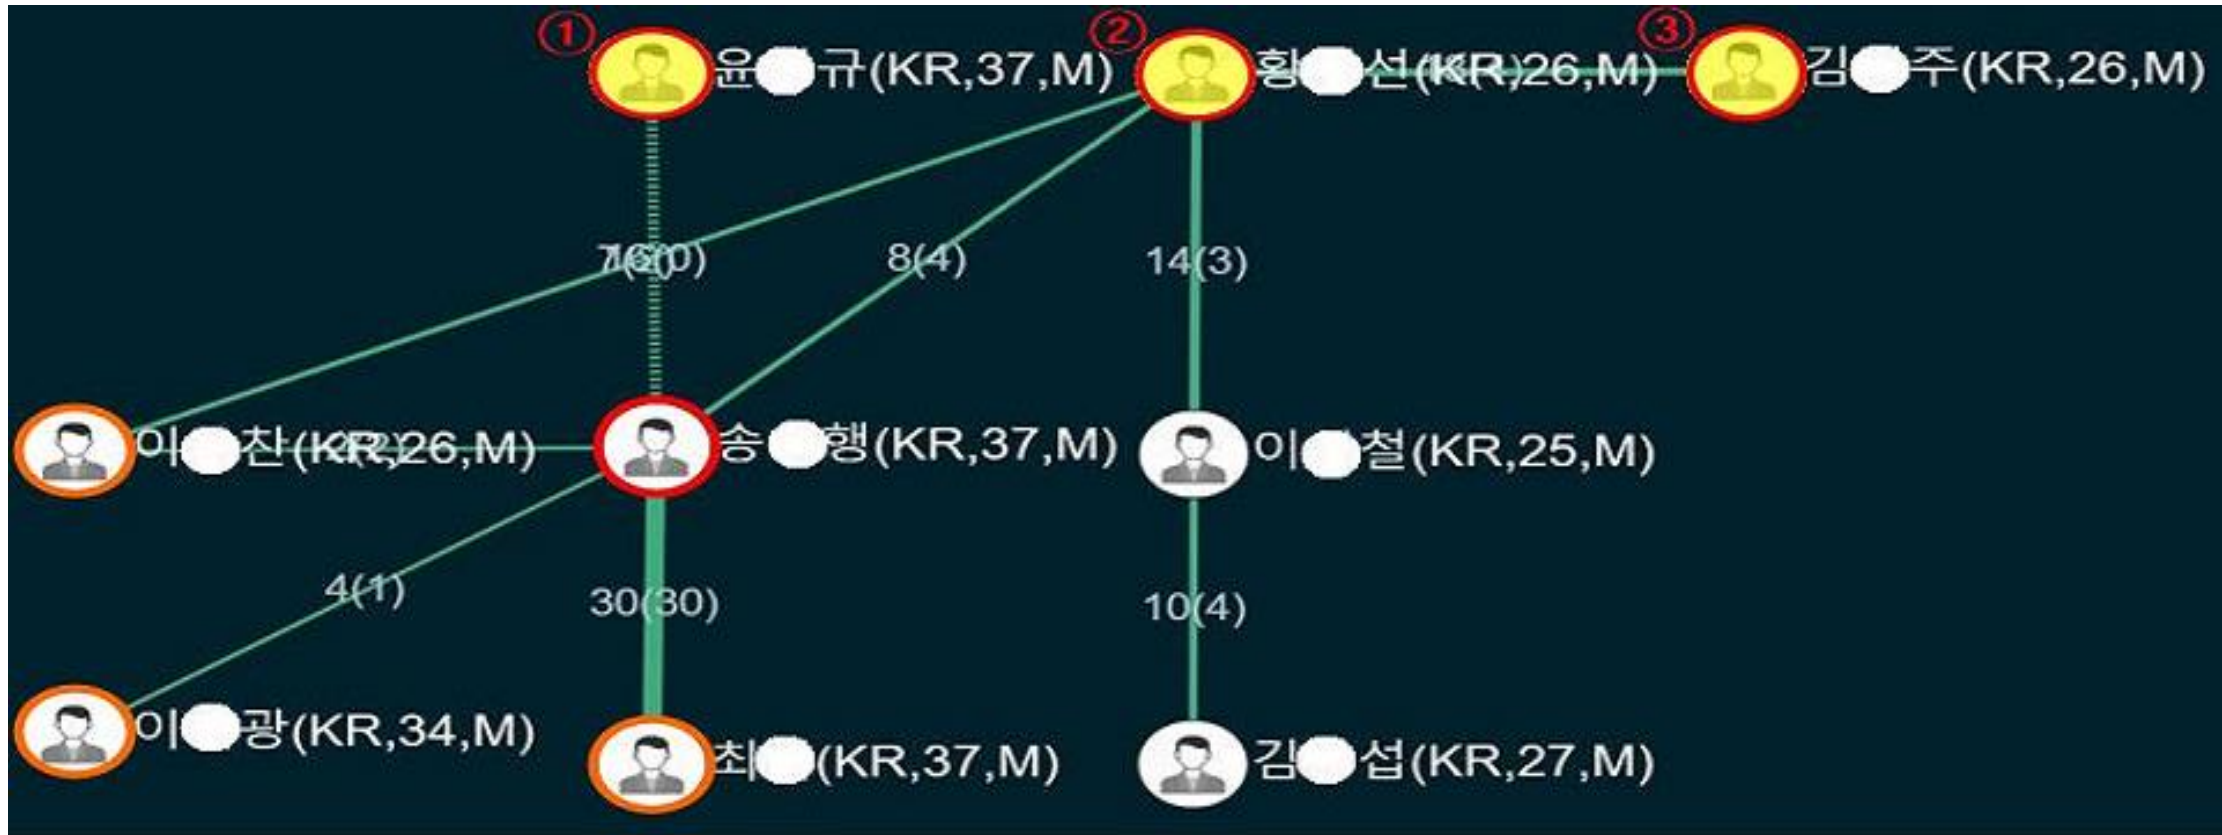 ①
윤 규(KR,37,M)
②
황 선(KR,26,M)
③
김 주(KR,26,M)
8(4)
14(3)
이 찬(KR,26,M)
송 행(KR,37,M)
이 철(KR,25,M)
4(1)
30(30)
10(4)
이 광(KR,34,M)
최 (KR,37,M)
김 섭(KR,27,M)